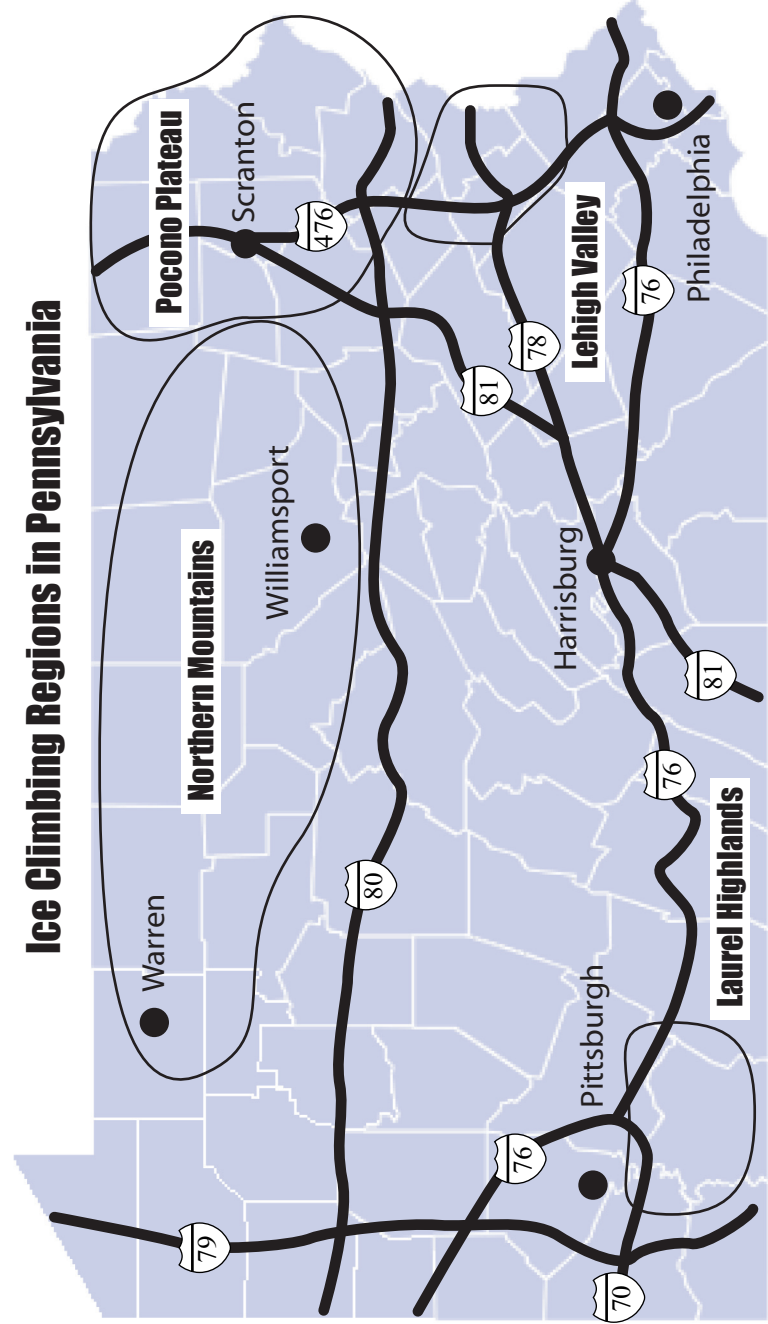 Ice Climbing Regions in Pennsylvania
Pocono Plateau
Scranton
476
Warren
Northern Mountains
Williamsport
79
80
81
78
Lehigh Valley
76
Philadelphia
Harrisburg
81
76
Laurel Highlands
Pittsburgh
76
70